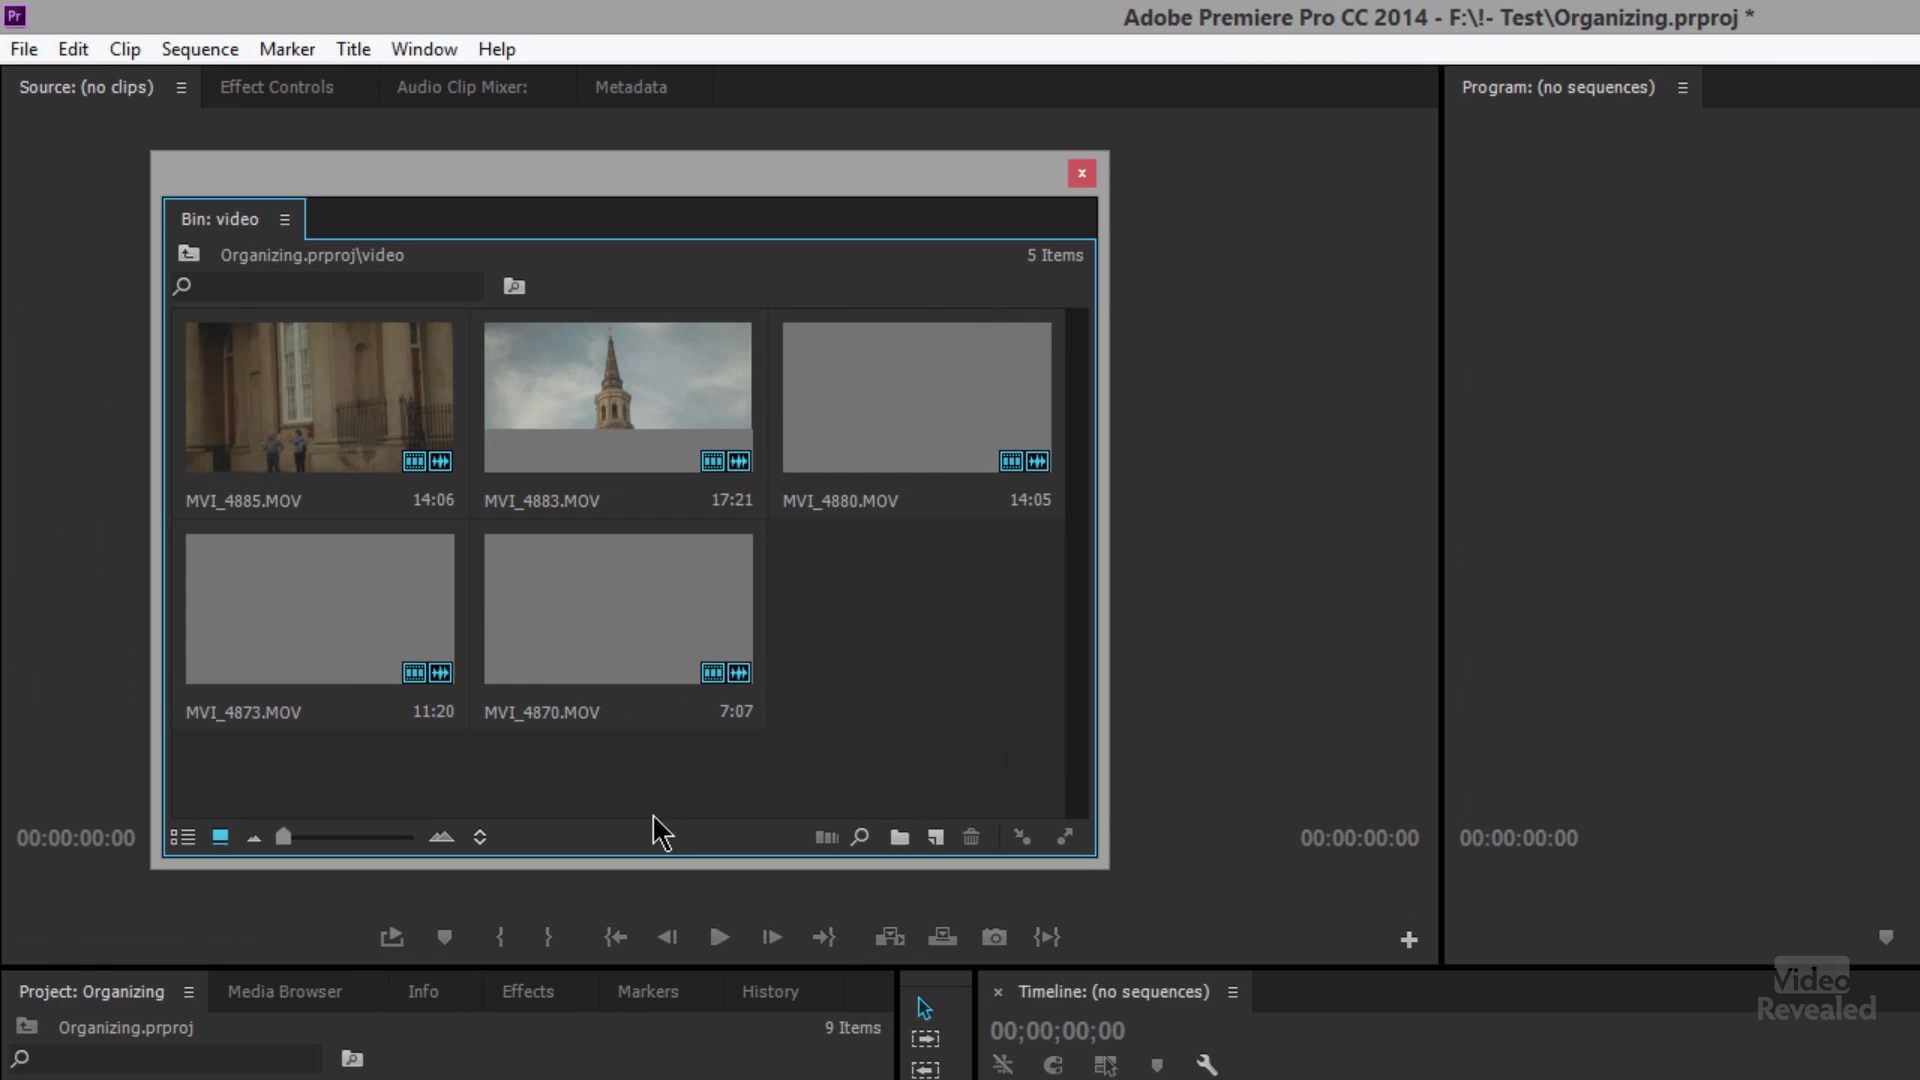 Pr
Adobe Premiere Pro CC 2014 - F:\!- Test\Organizing.prproj *
File Edit Clip Sequence Marker Title Window Help
Source: (no clips) Effect Controls Audio Clip Mixer: Metadata Program: (no sequences)
x
Bin: video
Organizing.prproj\video 5 Items
MVI_4885.MOV 14:06 MVI_4883.MOV 17:21 MVI_4880.MOV 14:05
MVI_4873.MOV 11:20 MVI_4870.MOV 7:07
00:00:00:00 00:00:00:00 00:00:00:00
Project: Organizing Media Browser Info Effects Markers History × Timeline: (no sequences)
Organizing.prproj 9 Items 00;00;00;00
Video
Revealed